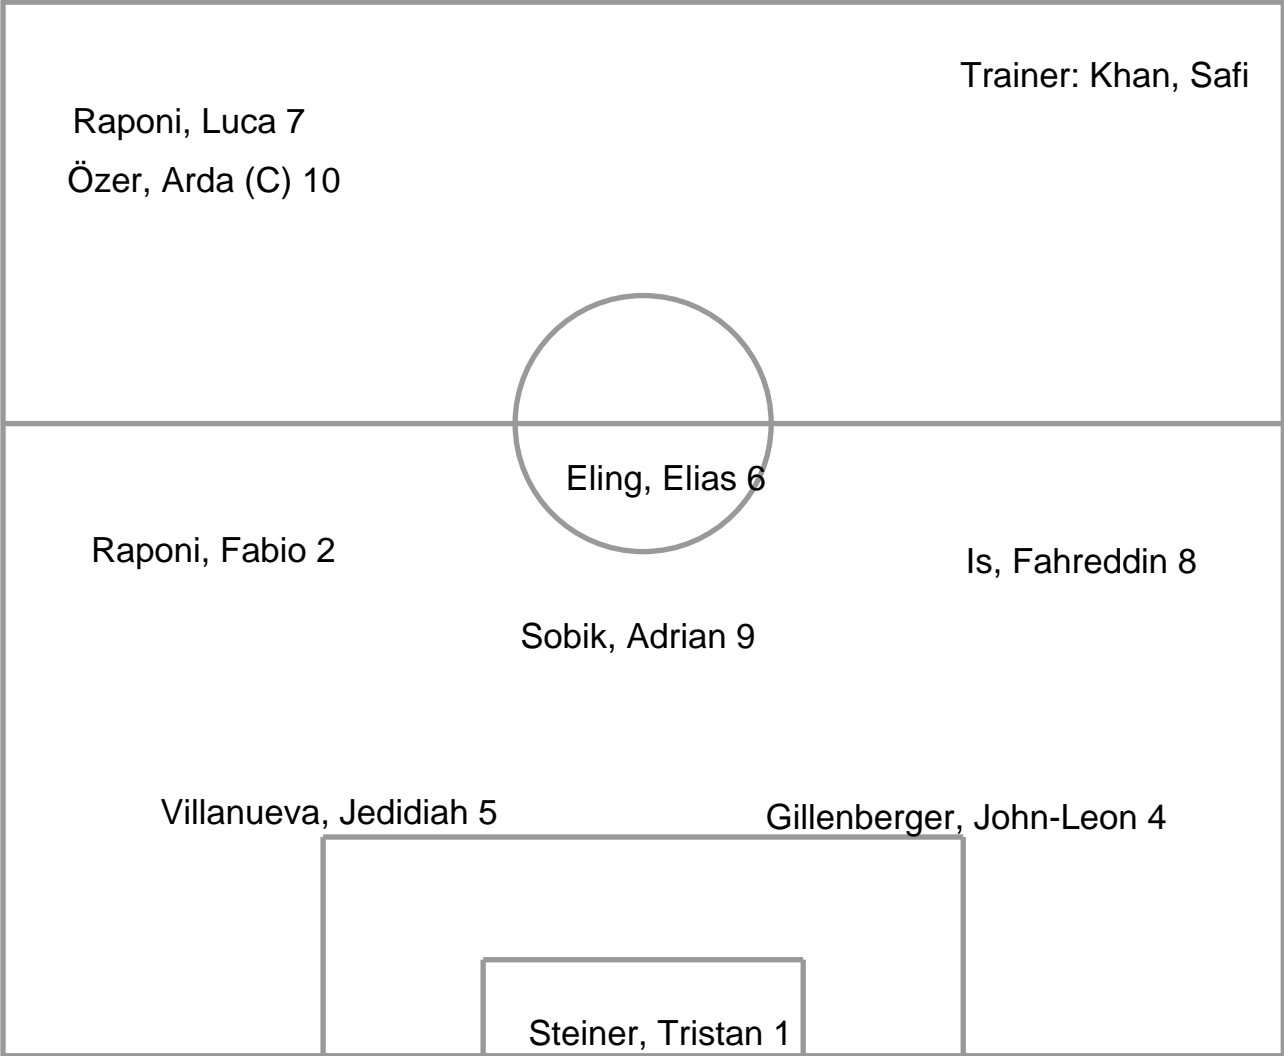 Trainer: Khan, Safi
Raponi, Luca 7
Özer, Arda (C) 10
Eling, Elias 6
Raponi, Fabio 2
Is, Fahreddin 8
Sobik, Adrian 9
Villanueva, Jedidiah 5
Gillenberger, John-Leon 4
Steiner, Tristan 1